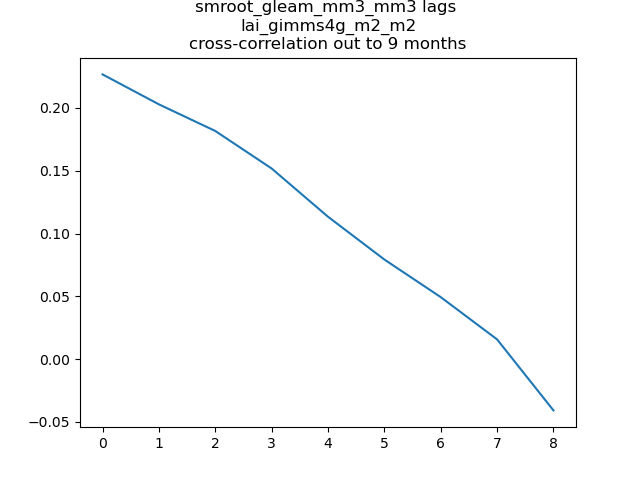 smroot_gleam_mm3_mm3 lags
lai_gimms4g_m2_m2
cross-correlation out to 9 months
0.20
0.15
0.10
0.05
0.00
−0.05
0 1 2 3 4 5 6 7 8